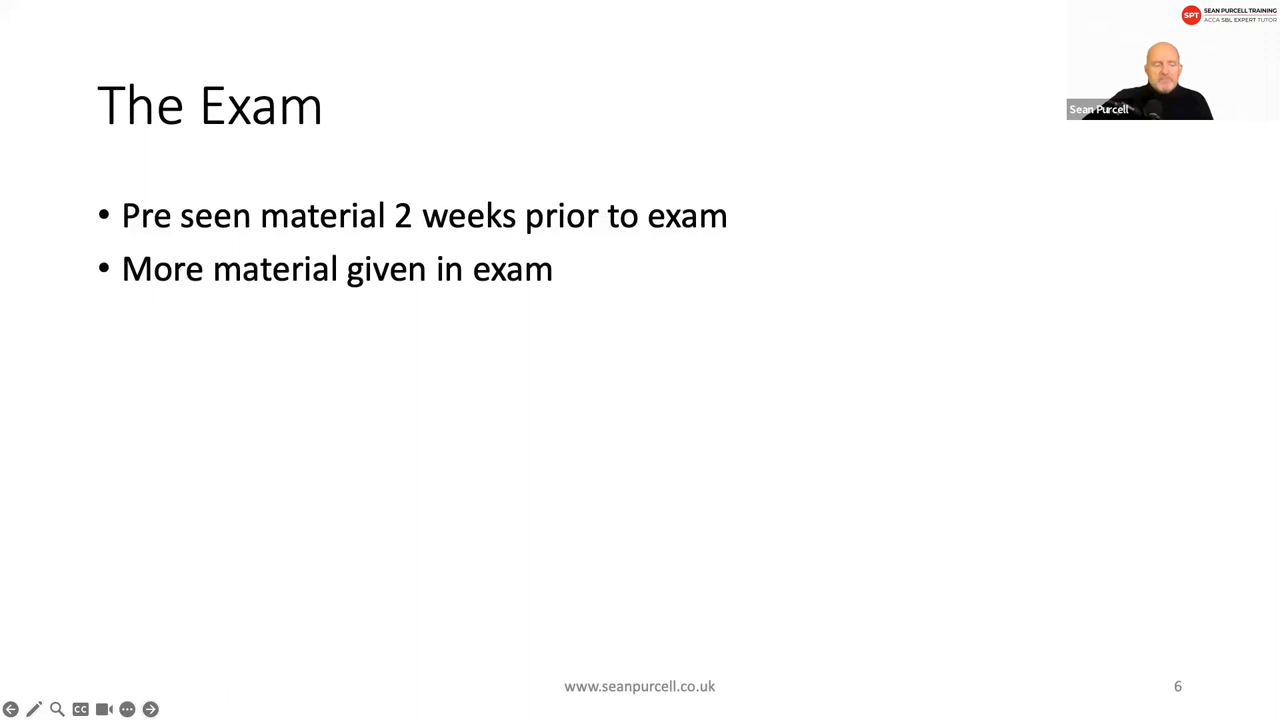 SPT
SEAN PURCELL TRAINING
ACCA SBL EXPERT TUTOR
Sean Purcell
The Exam
• Pre seen material 2 weeks prior to exam
• More material given in exam
www.seanpurcell.co.uk
6
CC